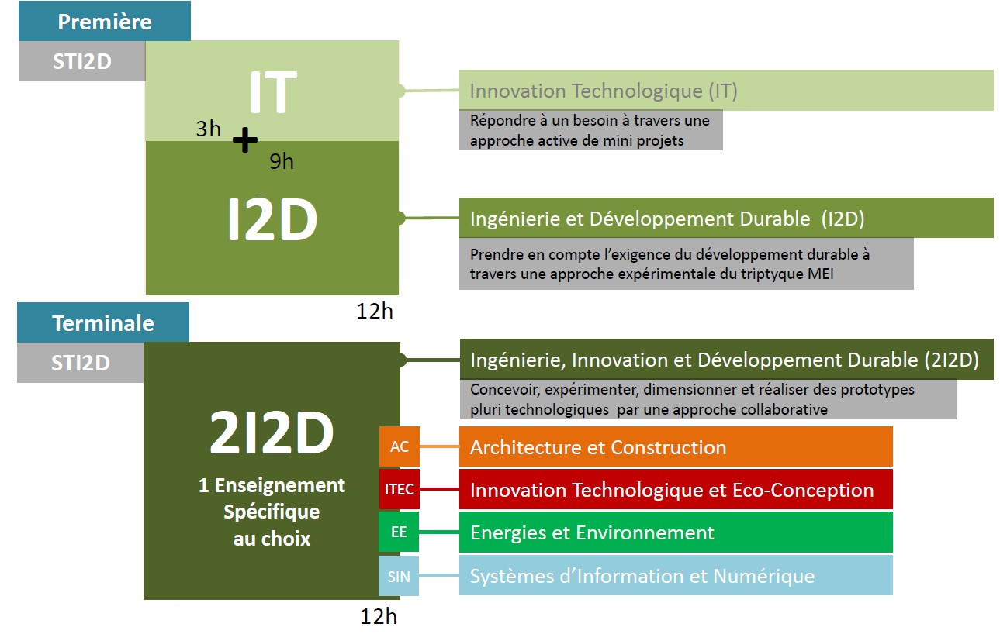 Première
STI2D
IT
3h
+
9h
I2D
12h
Innovation Technologique (IT)
Répondre à un besoin à travers une
approche active de mini projets
Ingénierie et Développement Durable (I2D)
Prendre en compte l’exigence du développement durable à
travers une approche expérimentale du triptyque MEI
Terminale
STI2D
2I2D
1 Enseignement
Spécifique
au choix
12h
Ingénierie, Innovation et Développement Durable (2I2D)
Concevoir, expérimenter, dimensionner et réaliser des prototypes
pluri technologiques par une approche collaborative
AC
Architecture et Construction
ITEC
Innovation Technologique et Eco-Conception
EE
Energies et Environnement
SIN
Systèmes d’Information et Numérique